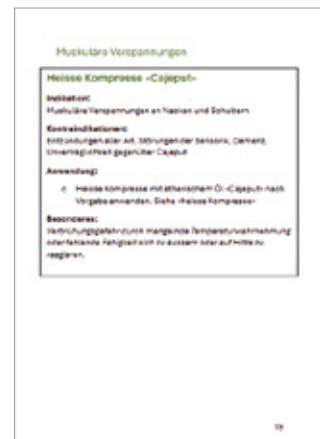 Muskuläre Verspannungen
Heisse Kompresse «Cajeput»
Indikation:
Muskuläre Verspannungen an Nacken und Schultern
Kontraindikationen:
Entzündungen aller Art, Störungen der Sensorik, Demenz,
Unverträglichkeit gegenüber Cajeput
Anwendung:
o Heisse Kompresse mit ätherischem Öl «Cajeput» nach
Vorgabe anwenden. Siehe «heisse Kompresse»
Besonderes:
Verbrühungsgefahr durch mangelnde Temperaturwahrnehmung
oder fehlende Fähigkeit sich zu äussern oder auf Hitze zu
reagieren.
19